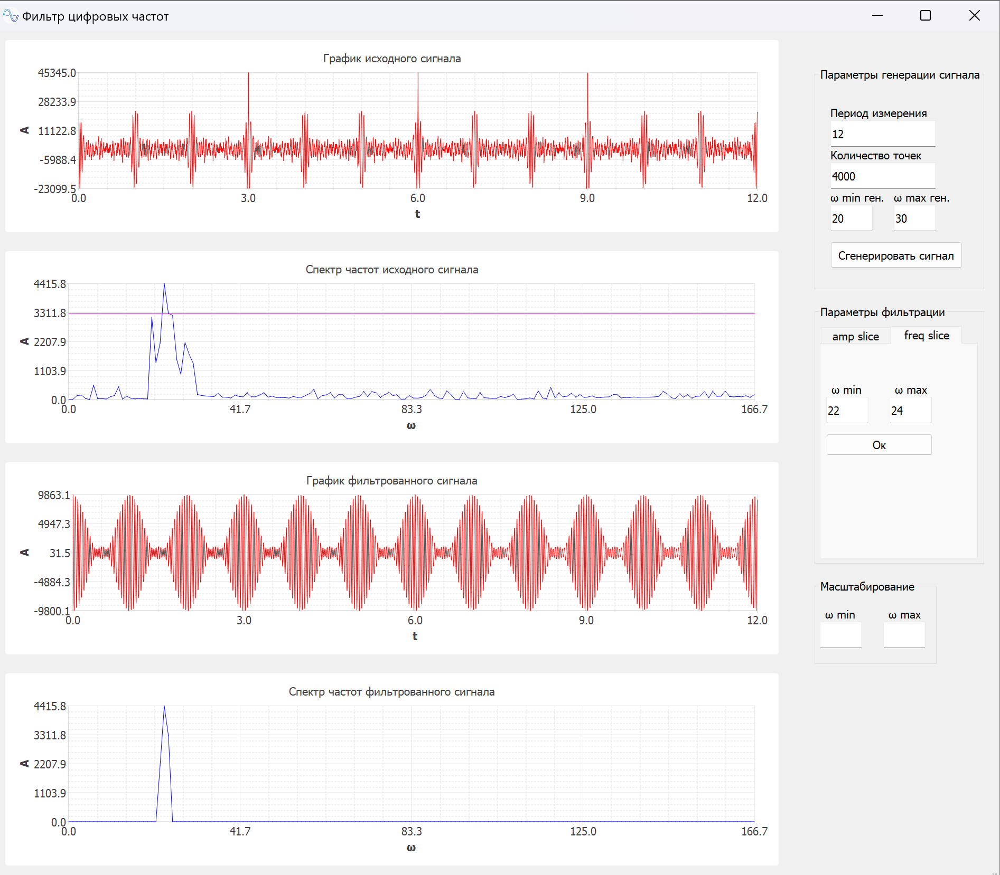 Фильтр цифровых частот
График исходного сигнала
45345.0
28233.9
11122.8
-5988.4
-23099.5
A
0.0 3.0 6.0 9.0 12.0
t
Спектр частот исходного сигнала
4415.8
3311.8
2207.9
1103.9
0.0
A
0.0 41.7 83.3 125.0 166.7
ω
График фильтрованного сигнала
9863.1
4947.3
31.5
-4884.3
-9800.1
A
0.0 3.0 6.0 9.0 12.0
t
Спектр частот фильтрованного сигнала
4415.8
3311.8
2207.9
1103.9
0.0
A
0.0 41.7 83.3 125.0 166.7
ω
Параметры генерации сигнала
Период измерения
12
Количество точек
4000
ω min ген. ω max ген.
20 30
Сгенерировать сигнал
Параметры фильтрации
amp slice freq slice
ω min ω max
22 24
Ок
Масштабирование
ω min ω max